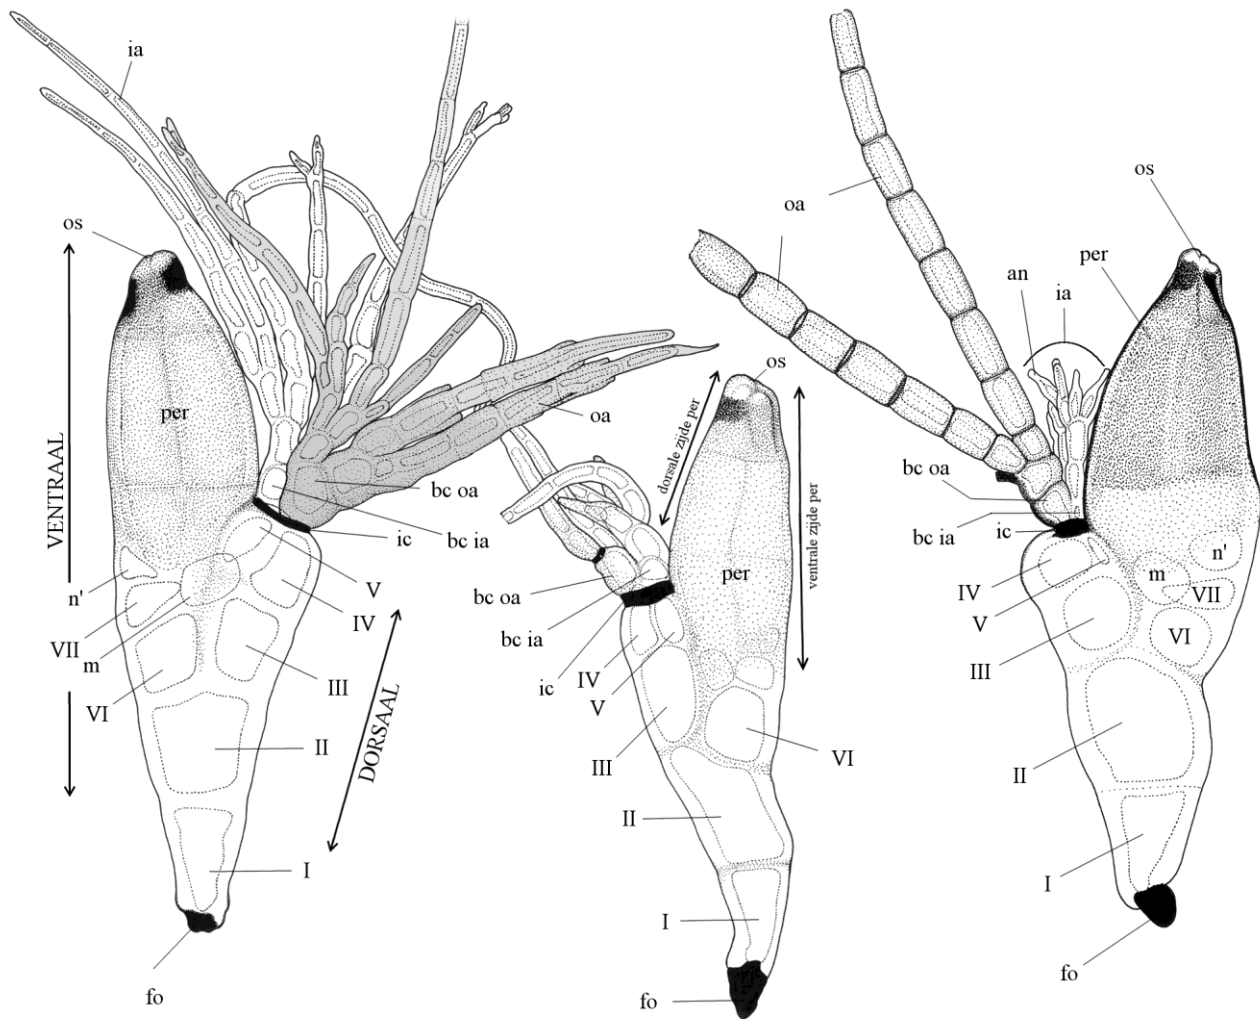 ia
os
per
VENTRAAL
oa
bc oa
bc ia
ic
V
IV
n'
VII
m
VI
III
II
DORSAAL
I
fo
os
dorsale zijde per
ventrale zijde per
per
bc oa
bc ia
ic
IV
V
III
VI
II
I
fo
os
oa
per
an
ia
bc oa
bc ia
ic
IV
V
III
m
n'
VII
VI
II
I
fo